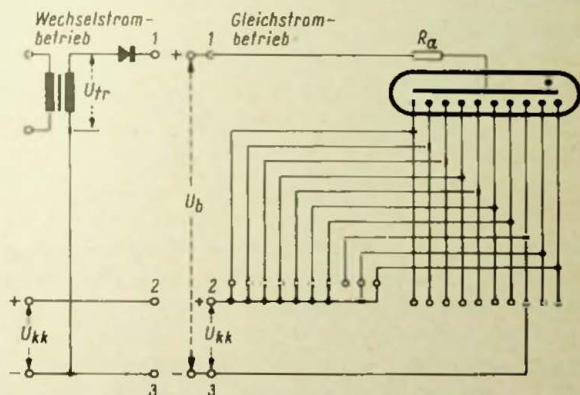 Wechselstrom-
betrieb
Gleichstrom-
betrieb
1
+
1
Ra
Utr
Ub
+
2
+
2
Ukk
Ukk
-
3
-
3